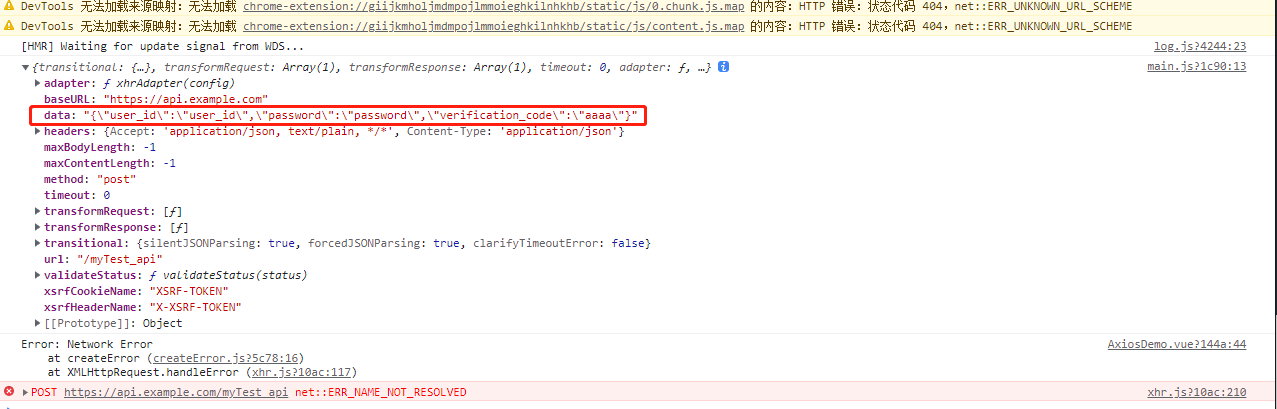 DevTools 无法加载来源映射：无法加载 chrome-extension://giijkmholjmdmpojlmmoieghkilnhkhb/static/js/0.chunk.js.map 的内容：HTTP 错误：状态代码 404，net::ERR_UNKNOWN_URL_SCHEME
DevTools 无法加载来源映射：无法加载 chrome-extension://giijkmholjmdmpojlmmoieghkilnhkhb/static/js/content.js.map 的内容：HTTP 错误：状态代码 404，net::ERR_UNKNOWN_URL_SCHEME
[HMR] Waiting for update signal from WDS... log.js?4244:23
{transitional: {…}, transformRequest: Array(1), transformResponse: Array(1), timeout: 0, adapter: ƒ, …} main.js?1c90:13
adapter: ƒ xhrAdapter(config)
baseURL: "https://api.example.com"
data: "{\"user_id\":\"user_id\",\"password\":\"password\",\"verification_code\":\"aaaa\"}"
headers: {Accept: 'application/json, text/plain, */*', Content-Type: 'application/json'}
maxBodyLength: -1
maxContentLength: -1
method: "post"
timeout: 0
transformRequest: [ƒ]
transformResponse: [ƒ]
transitional: {silentJSONParsing: true, forcedJSONParsing: true, clarifyTimeoutError: false}
url: "/myTest_api"
validateStatus: ƒ validateStatus(status)
xsrfCookieName: "XSRF-TOKEN"
xsrfHeaderName: "X-XSRF-TOKEN"
[[Prototype]]: Object
Error: Network Error AxiosDemo.vue?144a:44
at createError (createError.js?5c78:16)
at XMLHttpRequest.handleError (xhr.js?10ac:117)
POST https://api.example.com/myTest_api net::ERR_NAME_NOT_RESOLVED xhr.js?10ac:210